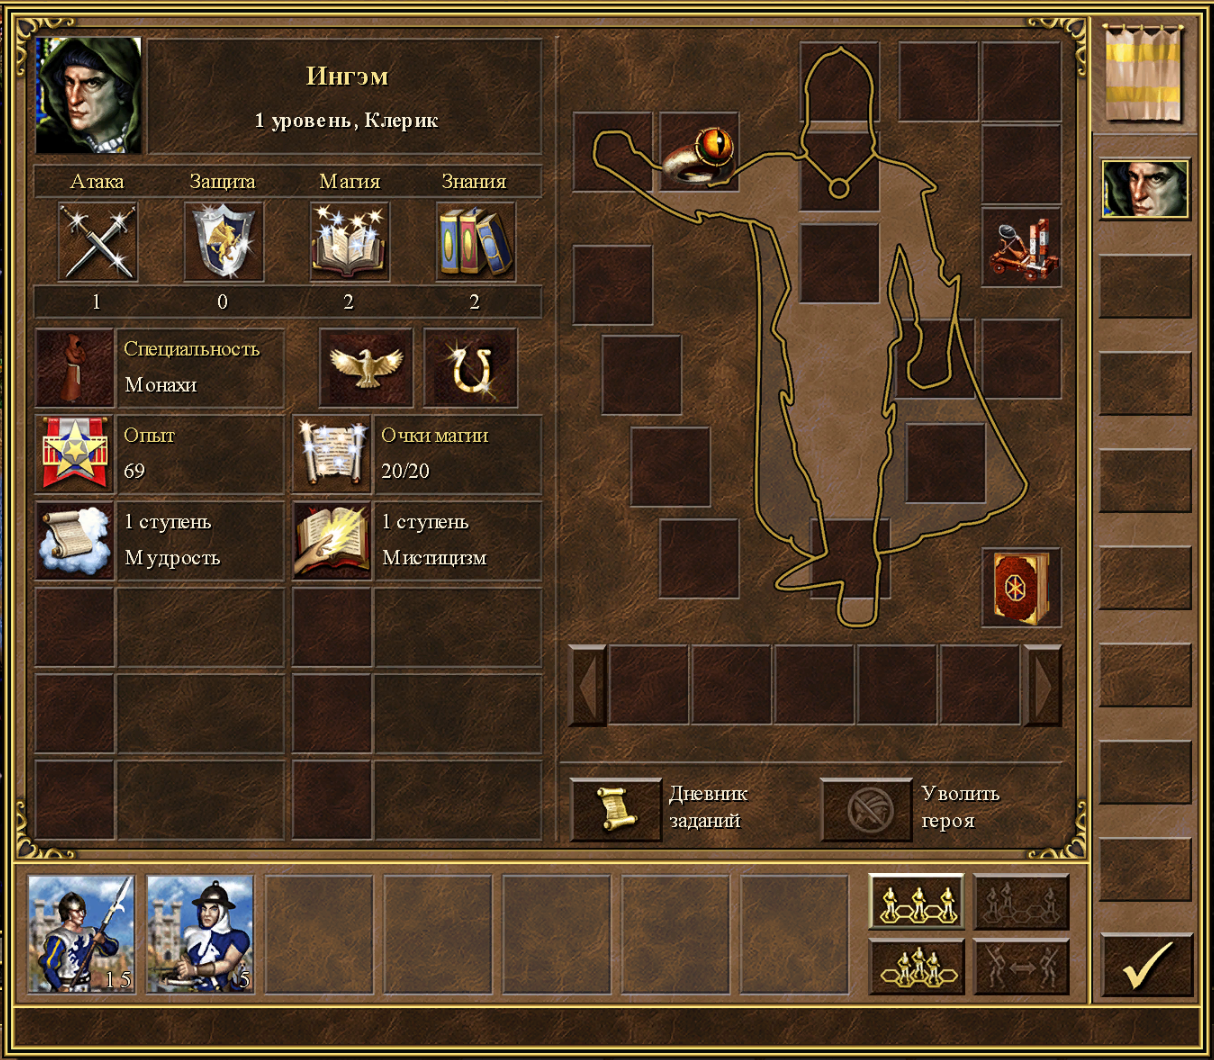 Ингэм
1 уровень, Клерик
Атака Защита Магия Знания
1 0 2 2
Специальность
Монахи
Опыт
69
Очки магии
20/20
1 ступень
Мудрость
1 ступень
Мистицизм
Дневник
заданий
Уволить
героя
15 5